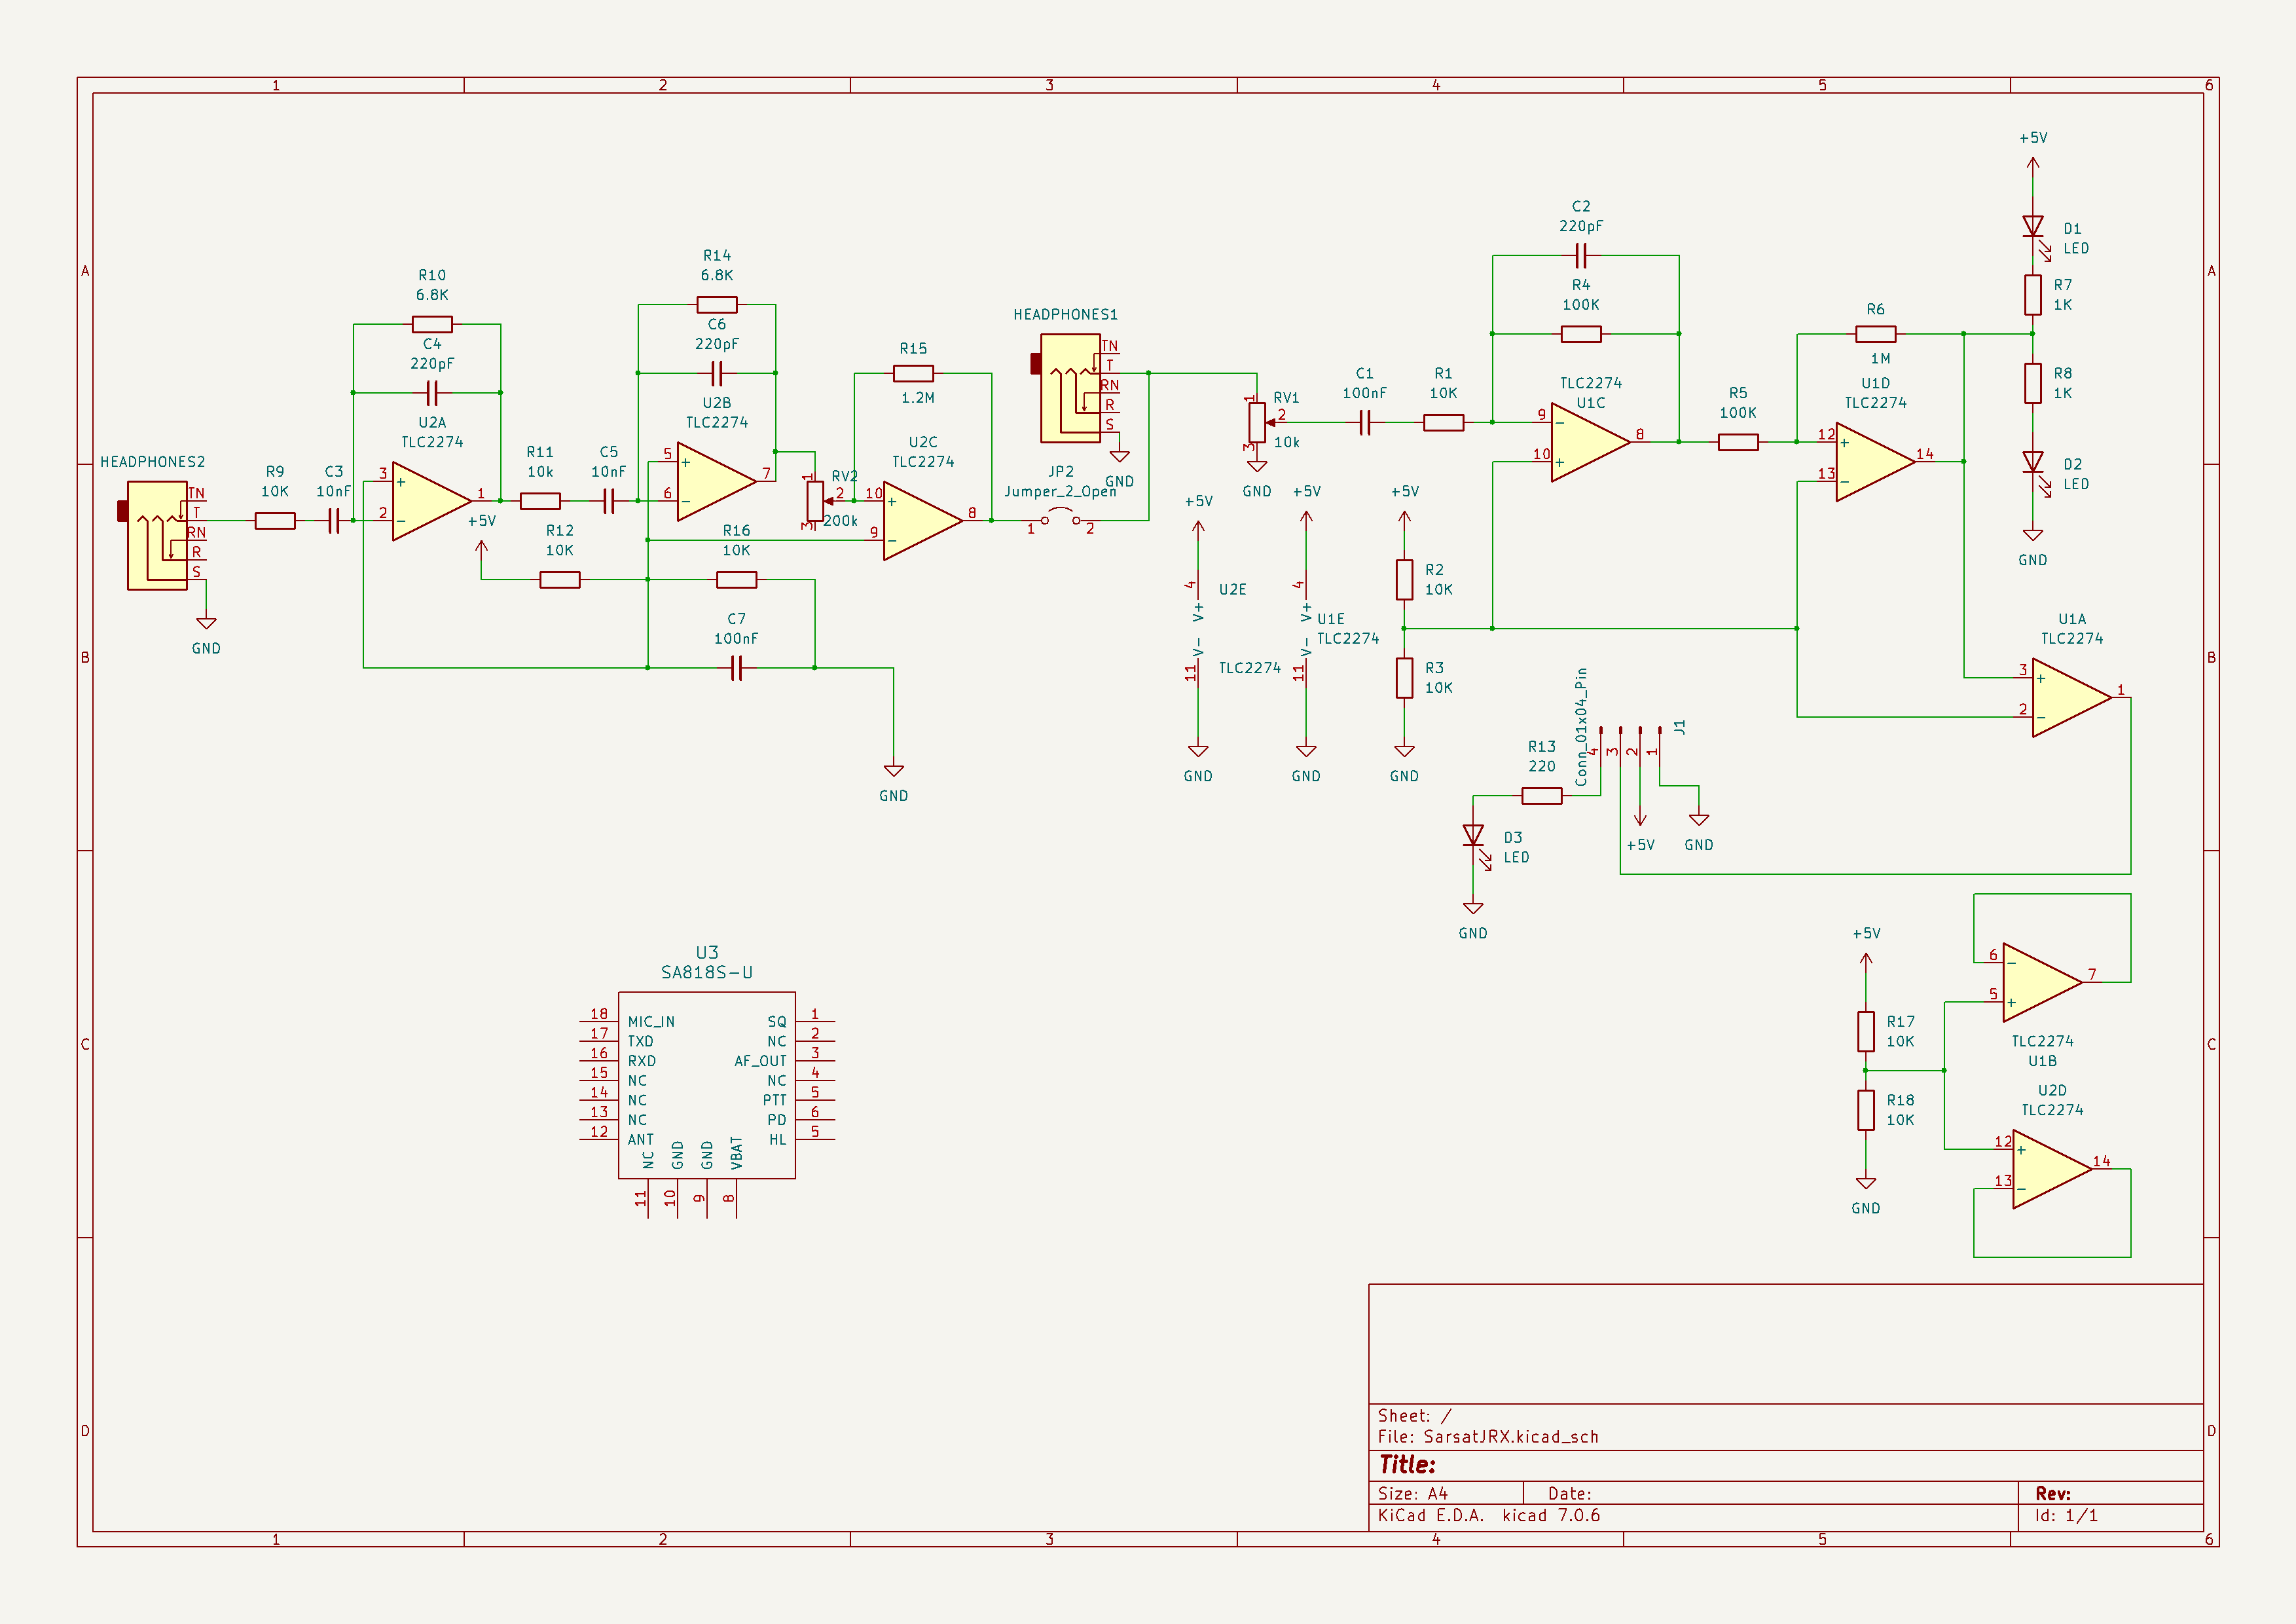 1 2 3 4 5 6
A
B
C
D
A
B
C
D
1 2 3 4 5 6
HEADPHONES2
TN
T
RN
R
S
GND
R9
10K
C3
10nF
R10
6.8K
C4
220pF
U2A
TLC2274
3
+
2
−
1
+5V
R11
10k
C5
10nF
R12
10K
R14
6.8K
C6
220pF
U2B
TLC2274
5
+
6
−
7
R16
10K
C7
100nF
GND
RV2
200k
1
2
3
R15
1.2M
U2C
TLC2274
10
+
9
−
8
JP2
Jumper_2_Open
1
2
HEADPHONES1
TN
T
RN
R
S
GND
RV1
10k
1
2
3
GND
C1
100nF
R1
10K
C2
220pF
R4
100K
TLC2274
U1C
9
−
10
+
8
R5
100K
R6
1M
U1D
TLC2274
12
+
13
−
14
+5V
D1
LED
R7
1K
R8
1K
D2
LED
GND
+5V
4
V+
V−
11
U2E
TLC2274
GND
+5V
4
V+
V−
11
U1E
TLC2274
GND
+5V
R2
10K
R3
10K
GND
U1A
TLC2274
3
+
2
−
1
Conn_01x04_Pin
J1
4
3
2
1
R13
220
D3
LED
GND
+5V
GND
+5V
R17
10K
R18
10K
GND
6
−
5
+
7
TLC2274
U1B
U2D
TLC2274
12
+
13
−
14
U3
SA818S-U
18 MIC_IN
17 TXD
16 RXD
15 NC
14 NC
13 NC
12 ANT
SQ 1
NC 2
AF_OUT 3
NC 4
PTT 5
PD 6
HL 5
NC 11
GND 10
GND 9
VBAT 8
Sheet: /
File: SarsatJRX.kicad_sch
Title:
Size: A4 Date: Rev:
KiCad E.D.A. kicad 7.0.6 Id: 1/1